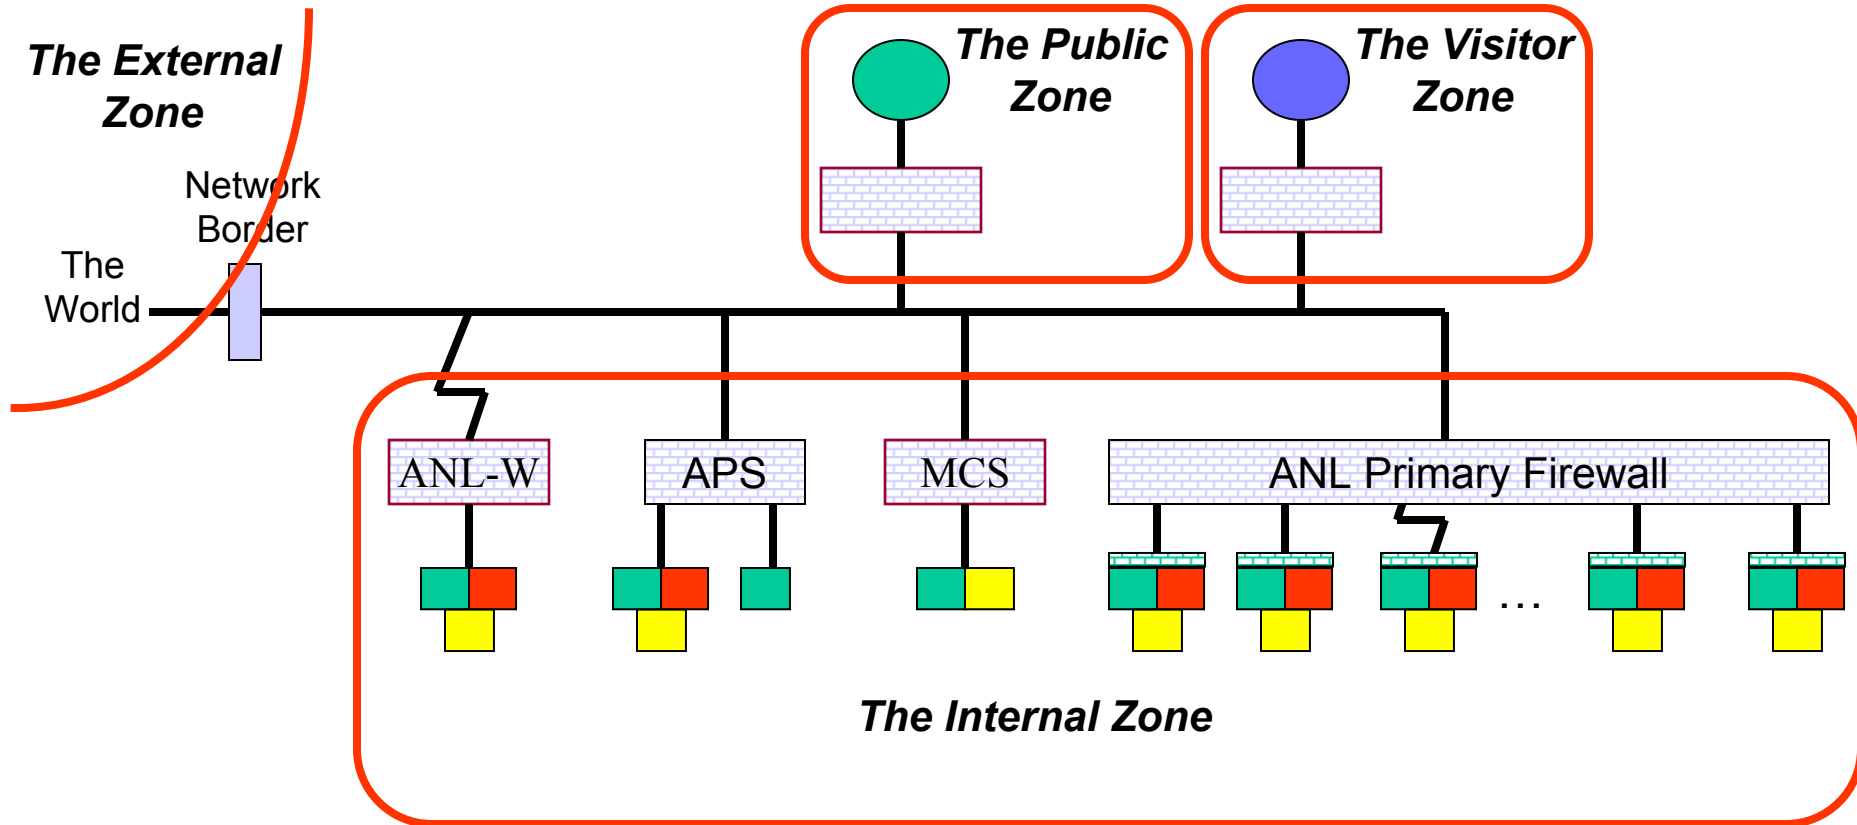 The External
Zone
The Public
Zone
The Visitor
Zone
Network
Border
The
World
ANL-W
APS
MCS
ANL Primary Firewall
...
The Internal Zone